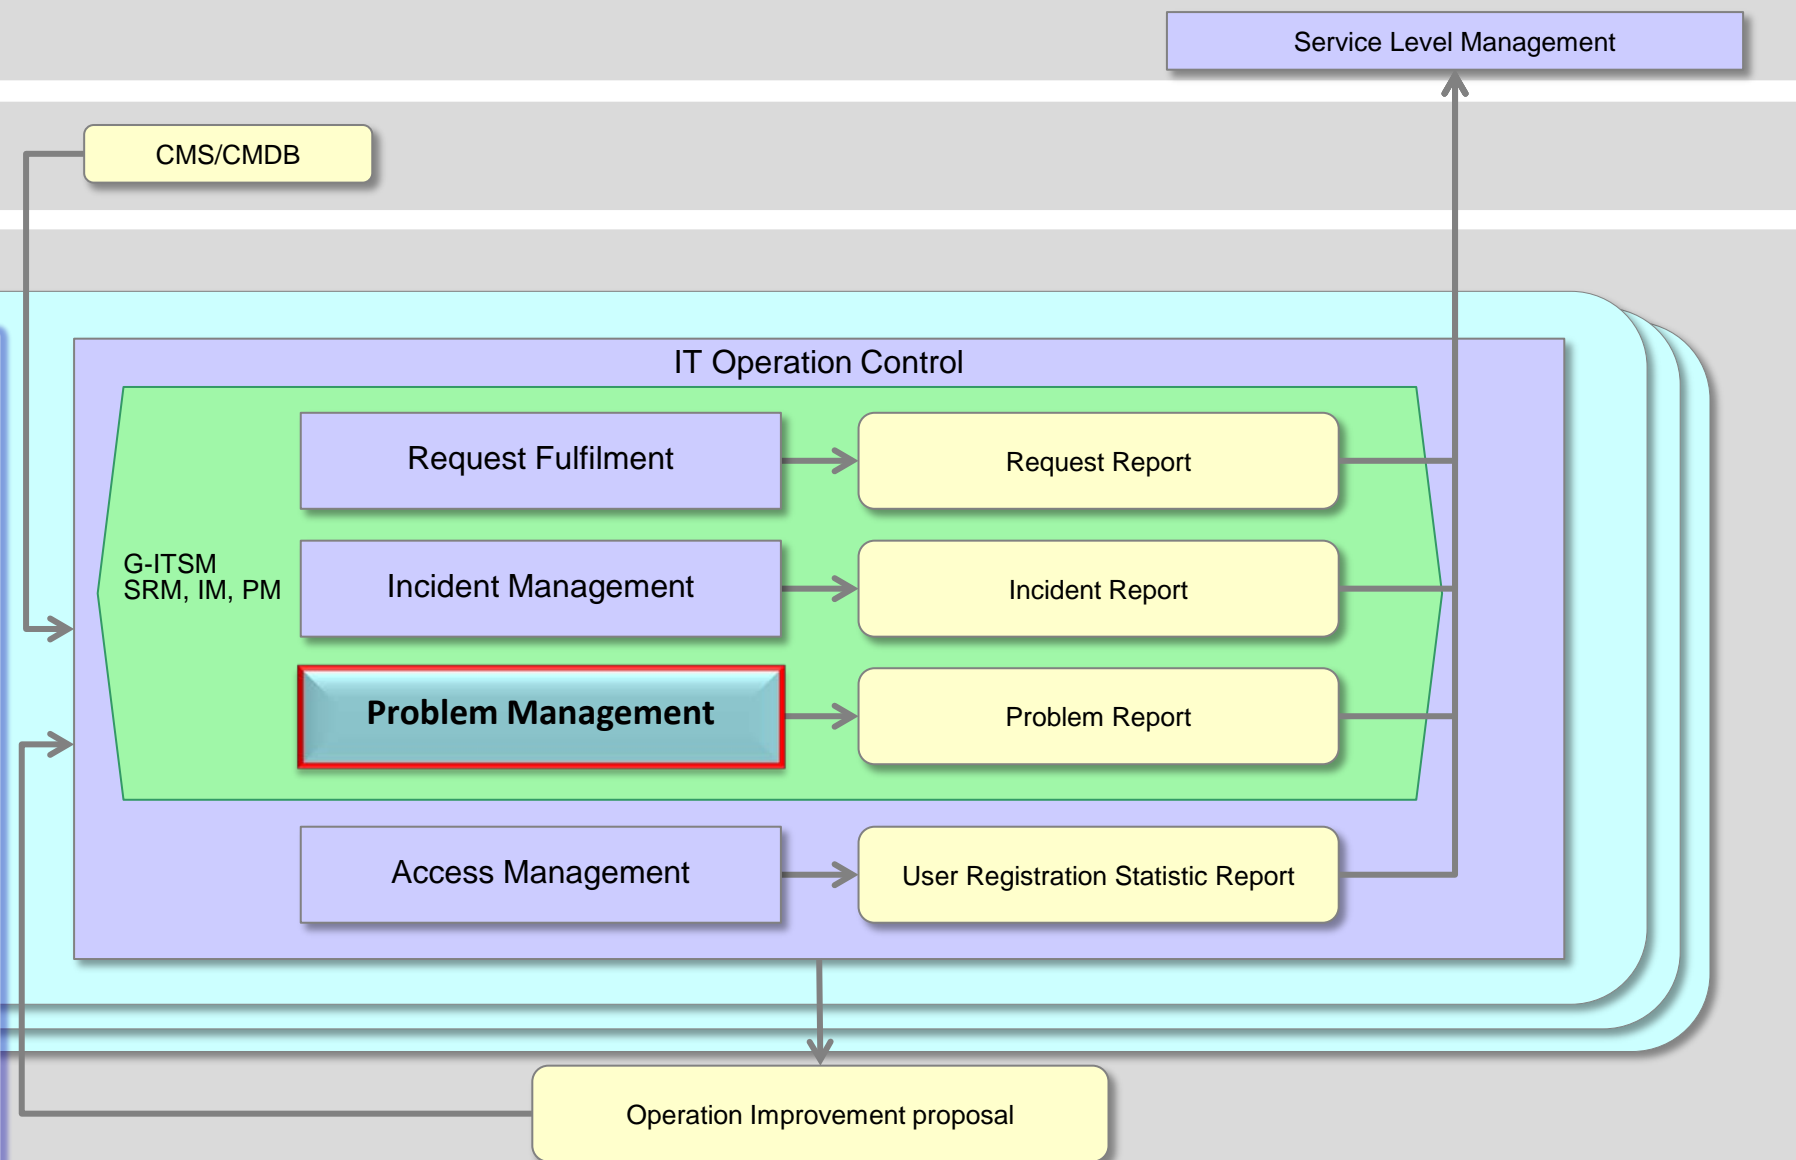 Service Level Management
CMS/CMDB
IT Operation Control
Request Fulfilment
Request Report
G-ITSM
SRM, IM, PM
Incident Management
Incident Report
Problem Management
Problem Report
Access Management
User Registration Statistic Report
Operation Improvement proposal